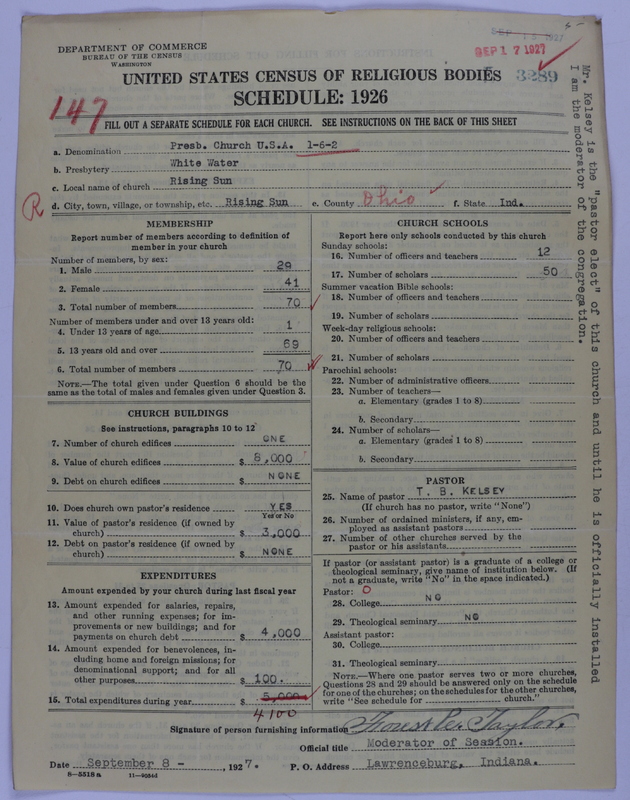 SEP 13 1927
SEP 17 1927
DEPARTMENT OF COMMERCE
BUREAU OF THE CENSUS
WASHINGTON
UNITED STATES CENSUS OF RELIGIOUS BODIES
3289
SCHEDULE: 1926
147
FILL OUT A SEPARATE SCHEDULE FOR EACH CHURCH. SEE INSTRUCTIONS ON THE BACK OF THIS SHEET
a. Denomination Presb. Church U.S.A. 1-6-2
b. Presbytery White Water
c. Local name of church Rising Sun
R d. City, town, village, or township, etc. Rising Sun e. County Ohio f. State Ind.
MEMBERSHIP
Report number of members according to definition of
member in your church
Number of members, by sex:
1. Male 29
2. Female 41
3. Total number of members 70
Number of members under and over 13 years old:
4. Under 13 years of age 1
5. 13 years old and over 69
6. Total number of members 70
NOTE.—The total given under Question 6 should be the
same as the total of males and females given under Question 3.
CHURCH BUILDINGS
See instructions, paragraphs 10 to 12
7. Number of church edifices ONE
8. Value of church edifices $ 8,000
9. Debt on church edifices $ NONE
10. Does church own pastor's residence YES
Yes or No
11. Value of pastor's residence (if owned by
church) $ 3,000
12. Debt on pastor's residence (if owned by
church) $ NONE
EXPENDITURES
Amount expended by your church during last fiscal year
13. Amount expended for salaries, repairs,
and other running expenses; for im-
provements or new buildings; and for
payments on church debt $ 4,000
14. Amount expended for benevolences, in-
cluding home and foreign missions; for
denominational support; and for all
other purposes $ 100.
15. Total expenditures during year $ 5,000
4100
CHURCH SCHOOLS
Report here only schools conducted by this church
Sunday schools:
16. Number of officers and teachers 12
17. Number of scholars 50
Summer vacation Bible schools:
18. Number of officers and teachers
19. Number of scholars
Week-day religious schools:
20. Number of officers and teachers
21. Number of scholars
Parochial schools:
22. Number of administrative officers
23. Number of teachers—
a. Elementary (grades 1 to 8)
b. Secondary
24. Number of scholars—
a. Elementary (grades 1 to 8)
b. Secondary
PASTOR
25. Name of pastor T. B. KELSEY
(If church has no pastor, write "None")
26. Number of ordained ministers, if any, em-
ployed as assistant pastors
27. Number of other churches served by the
pastor or his assistants
If pastor (or assistant pastor) is a graduate of a college or
theological seminary, give name of institution below. (If
not a graduate, write "No" in the space indicated.)
Pastor: O
28. College NO
29. Theological seminary NO
Assistant pastor:
30. College
31. Theological seminary
NOTE.—Where one pastor serves two or more churches,
Questions 28 and 29 should be answered only on the schedule
for one of the churches; on the schedules for the other churches,
write "See schedule for church."
Signature of person furnishing information Taylor.
Official title Moderator of Session.
Date September 8 - , 1927. P. O. Address Lawrenceburg, Indiana.
8—5518 a 11—9034d
Mr. Kelsey is the "pastor elect" of this church and until he is officially installed
I am the moderator of the congregation.